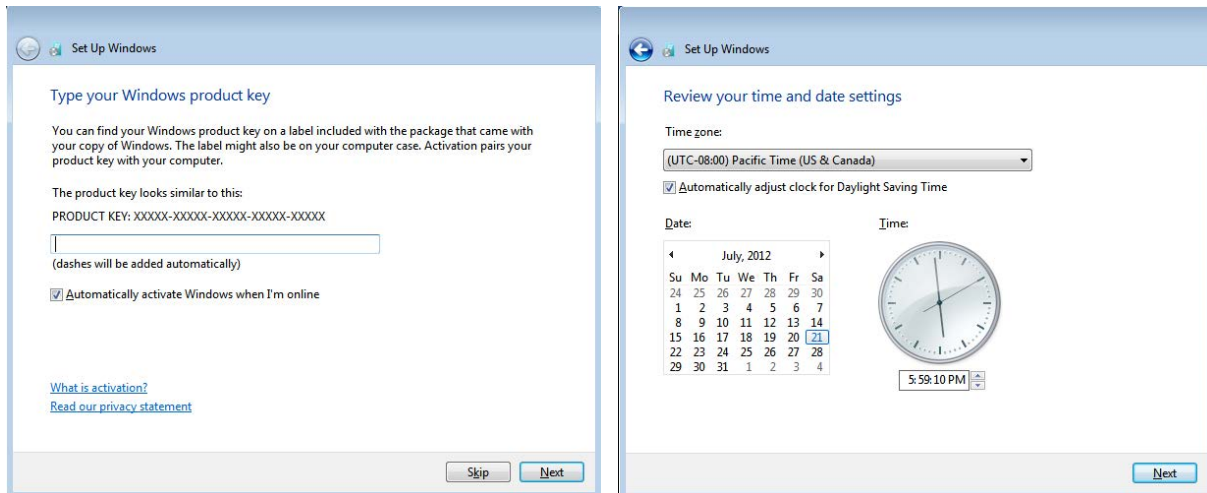 Set Up Windows
Type your Windows product key
You can find your Windows product key on a label included with the package that came with
your copy of Windows. The label might also be on your computer case. Activation pairs your
product key with your computer.
The product key looks similar to this:
PRODUCT KEY: XXXXX-XXXXX-XXXXX-XXXXX-XXXXX
(dashes will be added automatically)
Automatically activate Windows when I'm online
What is activation?
Read our privacy statement
Skip Next
Set Up Windows
Review your time and date settings
Time zone:
(UTC-08:00) Pacific Time (US & Canada)
Automatically adjust clock for Daylight Saving Time
Date: Time:
July, 2012
Su Mo Tu We Th Fr Sa
24 25 26 27 28 29 30
1 2 3 4 5 6 7
8 9 10 11 12 13 14
15 16 17 18 19 20 21
22 23 24 25 26 27 28
29 30 31 1 2 3 4
5:59:10 PM
Next